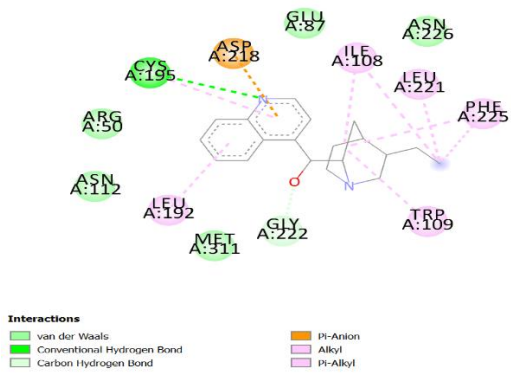 GLU
A:87
ASN
A:226
ASP
A:218
ILE
A:108
CYS
A:195
LEU
A:221
PHE
A:225
ARG
A:50
N
ASN
A:112
O
N
LEU
A:192
GLY
A:222
TRP
A:109
MET
A:311
Interactions
van der Waals
Conventional Hydrogen Bond
Carbon Hydrogen Bond
Pi-Anion
Alkyl
Pi-Alkyl